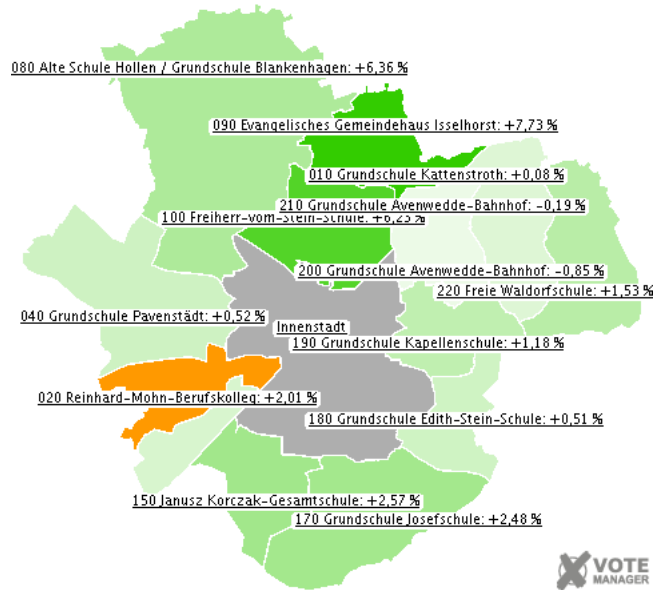 080 Alte Schule Hollen / Grundschule Blankenhagen: +6,36 %
090 Evangelisches Gemeindehaus Isselhorst: +7,73 %
010 Grundschule Kattenstroth: +0,08 %
210 Grundschule Avenwedde-Bahnhof: -0,19 %
100 Freiherr-vom-Stein-Schule: +6,25 %
200 Grundschule Avenwedde-Bahnhof: -0,85 %
220 Freie Waldorfschule: +1,53 %
040 Grundschule Pavenstädt: +0,52 %
Innenstadt
190 Grundschule Kapellenschule: +1,18 %
020 Reinhard-Mohn-Berufskolleg: +2,01 %
180 Grundschule Edith-Stein-Schule: +0,51 %
150 Janusz Korczak-Gesamtschule: +2,57 %
170 Grundschule Josefschule: +2,48 %
VOTE
MANAGER